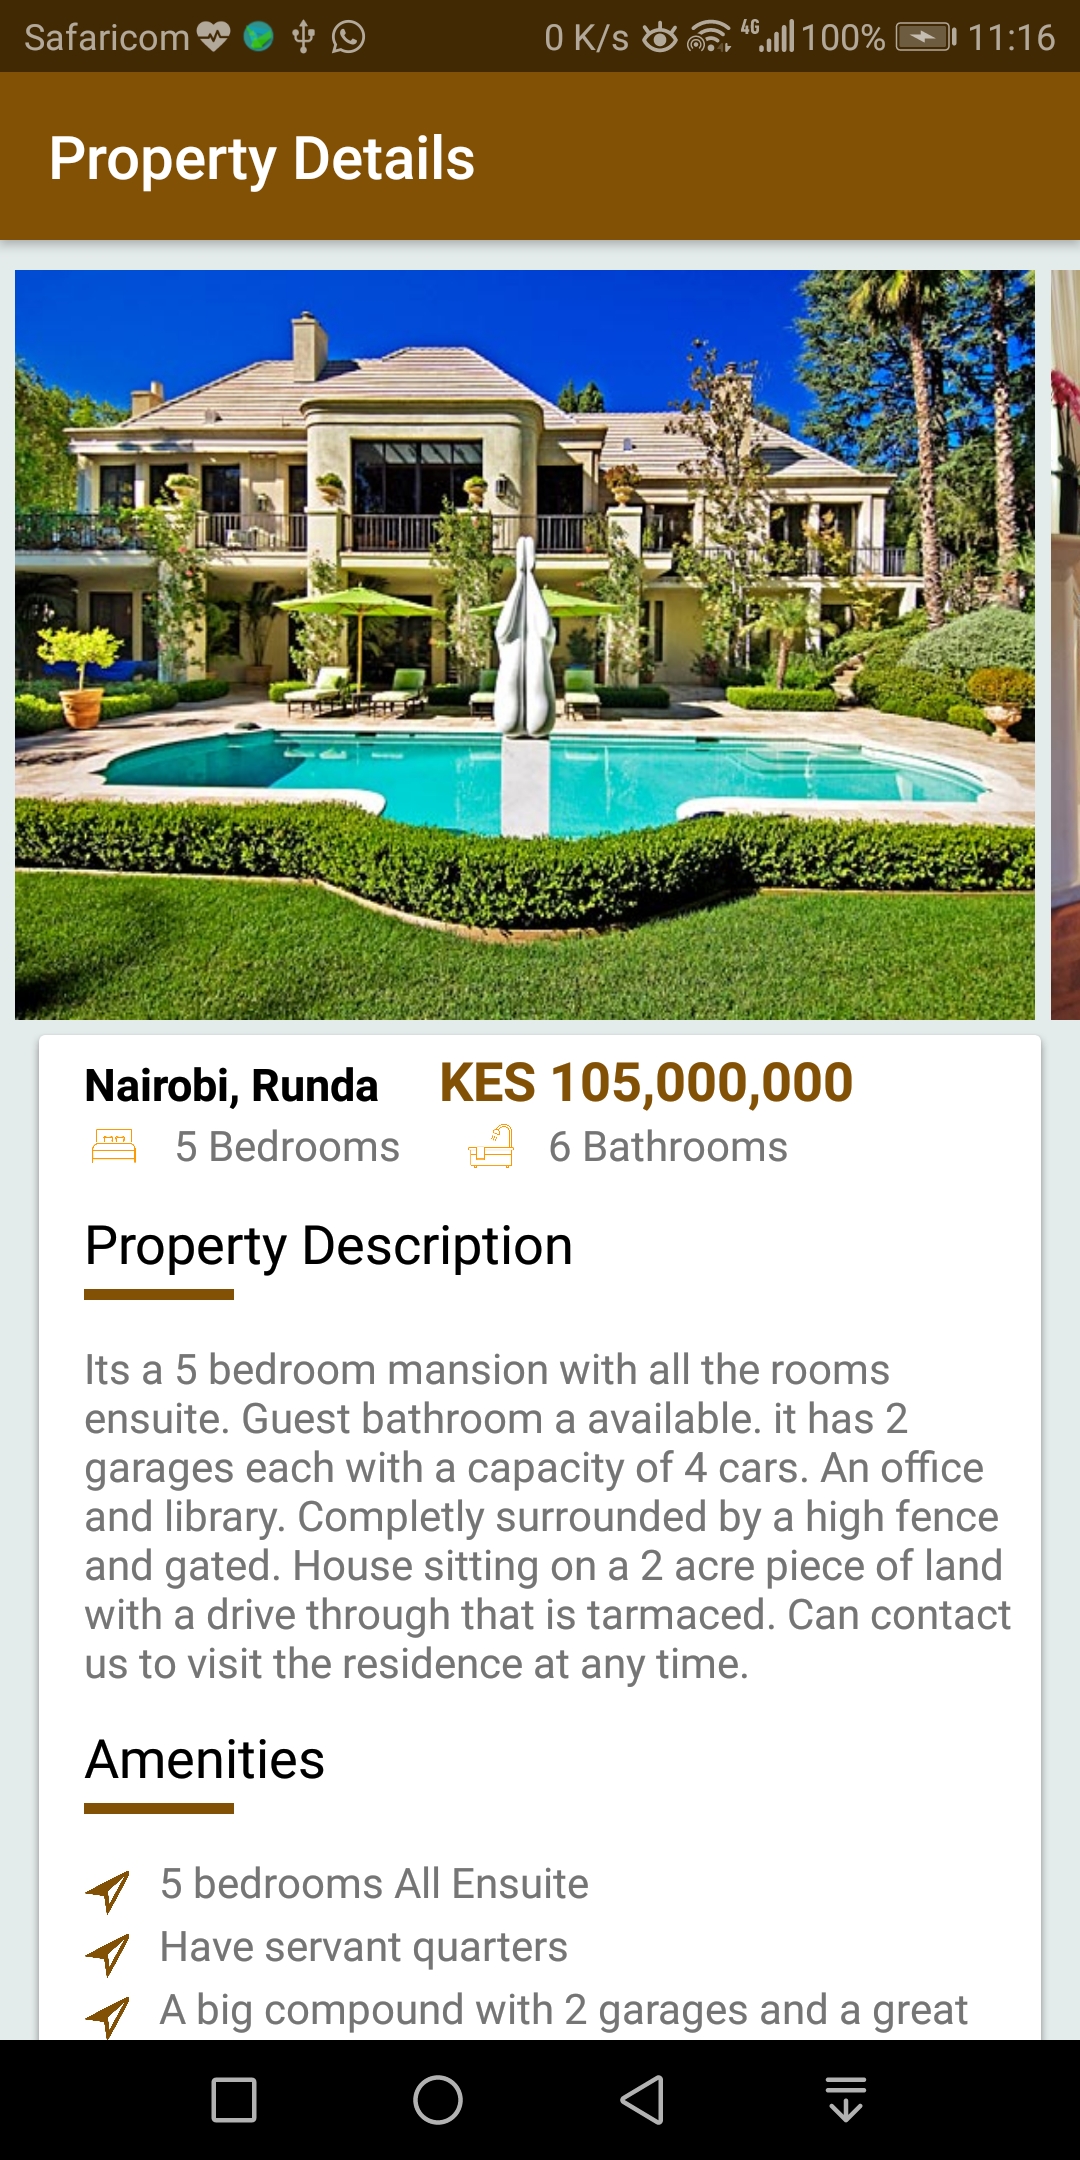 Safaricom 0 K/s 4G 100% 11:16
Property Details
Nairobi, Runda KES 105,000,000
5 Bedrooms 6 Bathrooms
Property Description
Its a 5 bedroom mansion with all the rooms
ensuite. Guest bathroom a available. it has 2
garages each with a capacity of 4 cars. An office
and library. Completly surrounded by a high fence
and gated. House sitting on a 2 acre piece of land
with a drive through that is tarmaced. Can contact
us to visit the residence at any time.
Amenities
5 bedrooms All Ensuite
Have servant quarters
A big compound with 2 garages and a great